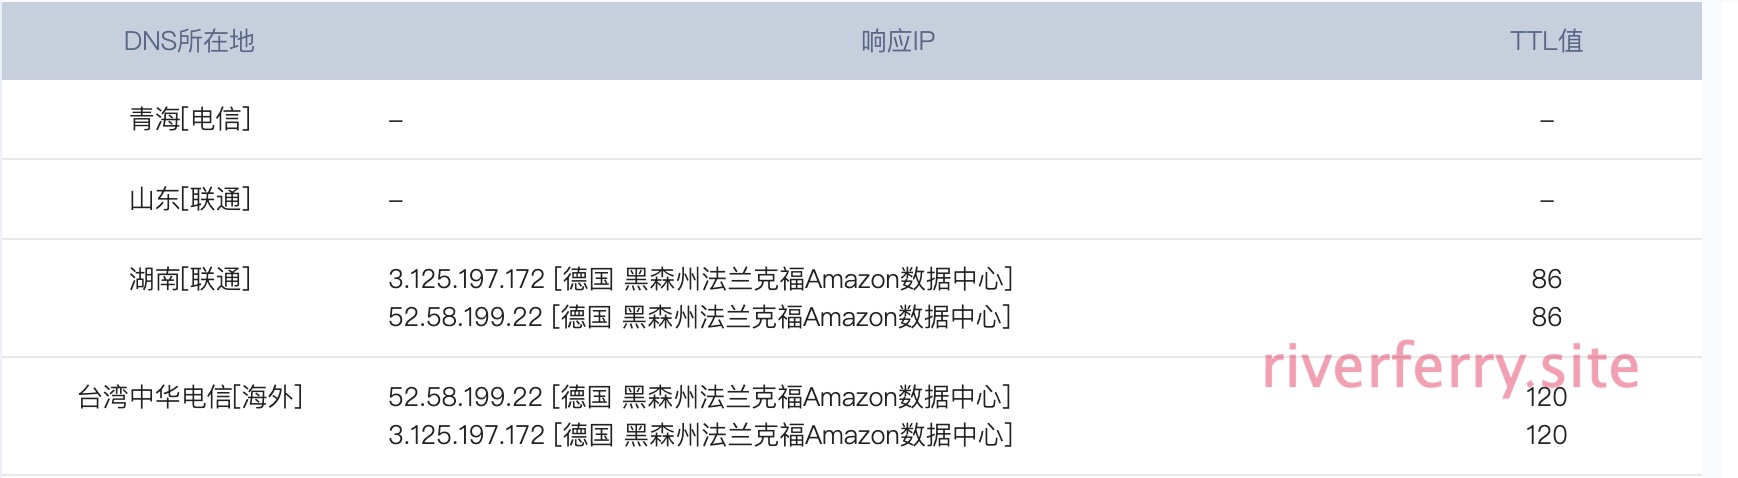 DNS所在地 响应IP TTL值
青海[电信] – –
山东[联通] – –
湖南[联通] 3.125.197.172 [德国 黑森州法兰克福Amazon数据中心] 86
52.58.199.22 [德国 黑森州法兰克福Amazon数据中心] 86
riverferry.site
台湾中华电信[海外] 52.58.199.22 [德国 黑森州法兰克福Amazon数据中心] 120
3.125.197.172 [德国 黑森州法兰克福Amazon数据中心] 120